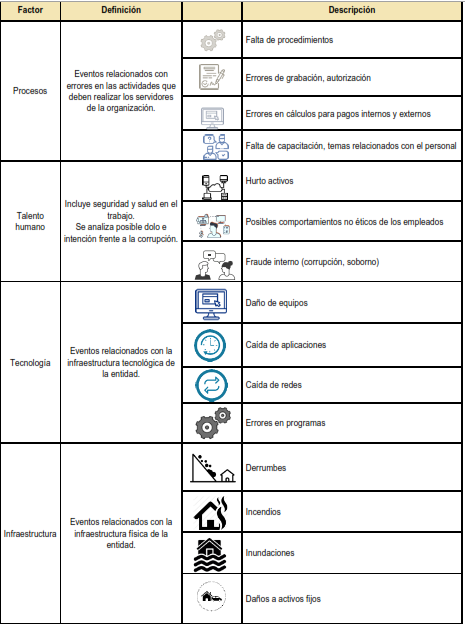 Factor Definición Descripción
Procesos
Eventos relacionados con
errores en las actividades que
deben realizar los servidores
de la organización.
Falta de procedimientos
Errores de grabación, autorización
Errores en cálculos para pagos internos y externos
Falta de capacitación, temas relacionados con el personal
Talento
humano
Incluye seguridad y salud en el
trabajo.
Se analiza posible dolo e
intención frente a la corrupción.
Hurto activos
Posibles comportamientos no éticos de los empleados
Fraude interno (corrupción, soborno)
Tecnología
Eventos relacionados con la
infraestructura tecnológica de
la entidad.
Daño de equipos
Caída de aplicaciones
Caída de redes
Errores en programas
Infraestructura
Eventos relacionados con la
infraestructura física de la
entidad.
Derrumbes
Incendios
Inundaciones
Daños a activos fijos